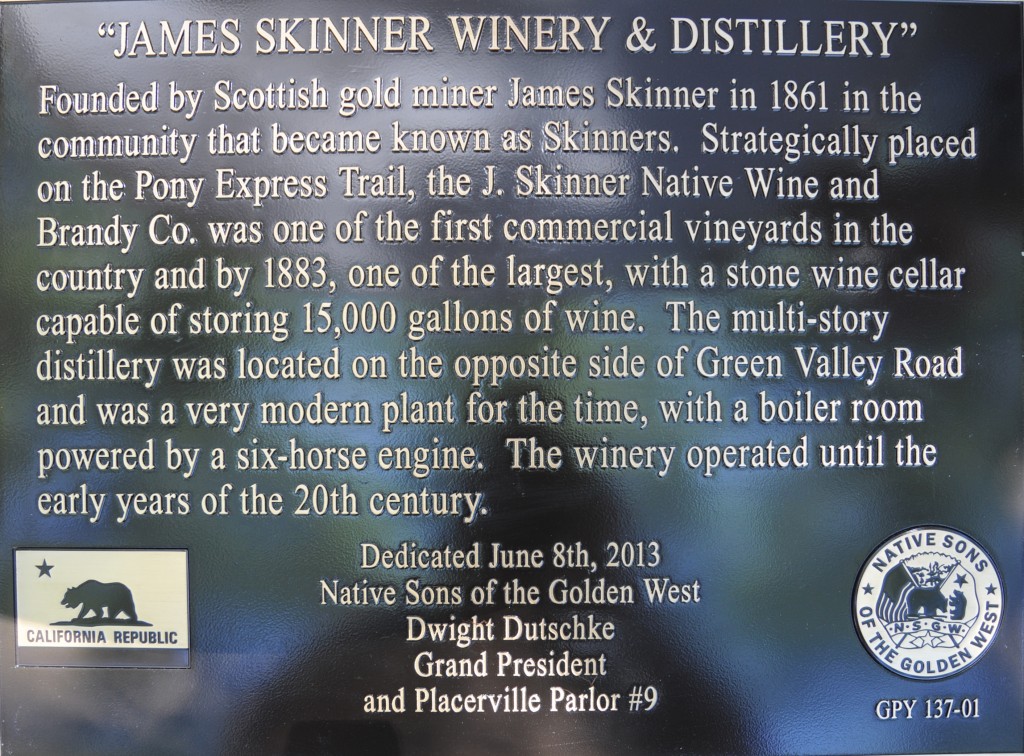 “JAMES SKINNER WINERY & DISTILLERY”
Founded by Scottish gold miner James Skinner in 1861 in the
community that became known as Skinners. Strategically placed
on the Pony Express Trail, the J. Skinner Native Wine and
Brandy Co. was one of the first commercial vineyards in the
country and by 1883, one of the largest, with a stone wine cellar
capable of storing 15,000 gallons of wine. The multi-story
distillery was located on the opposite side of Green Valley Road
and was a very modern plant for the time, with a boiler room
powered by a six-horse engine. The winery operated until the
early years of the 20th century.
Dedicated June 8th, 2013
Native Sons of the Golden West
Dwight Dutschke
Grand President
and Placerville Parlor #9
CALIFORNIA REPUBLIC
NATIVE SONS
OF THE GOLDEN WEST
N·S·G·W
GPY 137-01